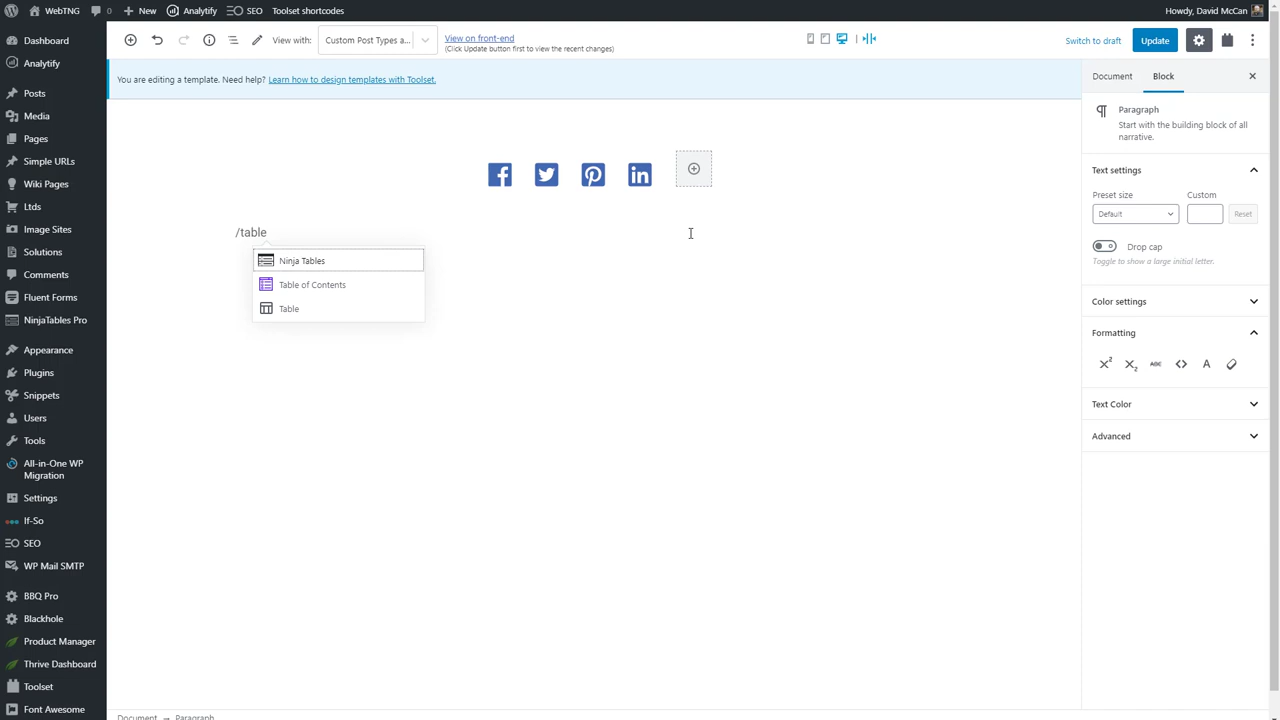 WebTNG 0 New Analytify SEO Toolset shortcuts Howdy, David McCan
Dashboard
Analytify
Posts
Media
Pages
Simple URLs
Wiki Pages
Ltds
Image Sites
Solutions
Comments
Fluent Forms
NinjaTables Pro
Appearance
Plugins
Snippets
Users
Tools
All-in-One WP
Migration
Settings
If-So
SEO
WP Mail SMTP
BBQ Pro
Blackhole
Product Manager
Thrive Dashboard
Toolset
Font Awesome
View with: Custom Post Types a... View on front-end
(Click Update button first to view the recent changes)
Switch to draft Update
You are editing a template. Need help? Learn how to design templates with Toolset.
/table
Ninja Tables
Table of Contents
Table
Document Block
Paragraph
Start with the building block of all
narrative.
Text settings
Preset size Custom
Default Reset
Drop cap
Toggle to show a large initial letter.
Color settings
Formatting
X² X₂ ABC <> A
Text Color
Advanced
Document → Paragraph